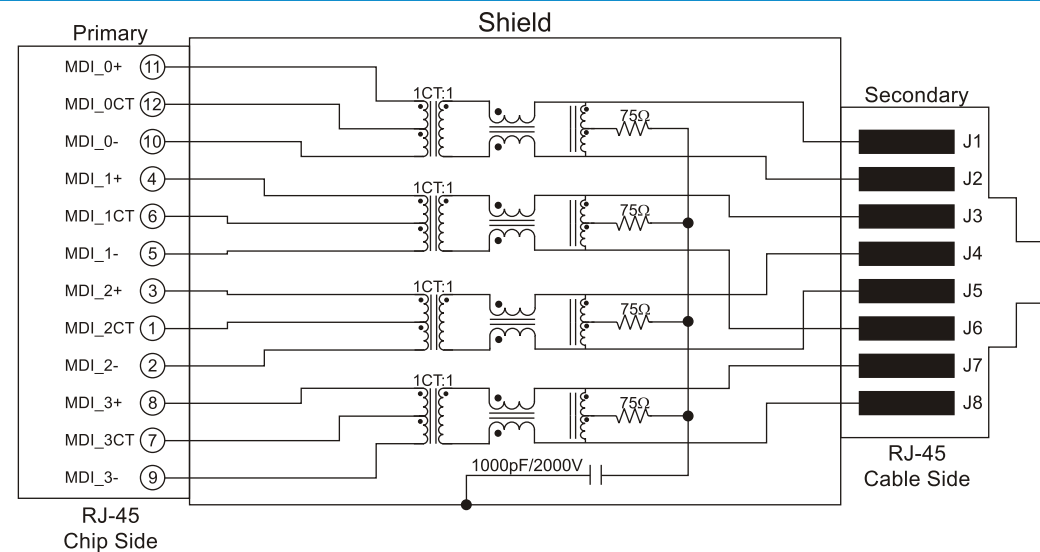 Shield
Primary
MDI_0+ 11
MDI_0CT 12
MDI_0- 10
MDI_1+ 4
MDI_1CT 6
MDI_1- 5
MDI_2+ 3
MDI_2CT 1
MDI_2- 2
MDI_3+ 8
MDI_3CT 7
MDI_3- 9
RJ-45
Chip Side
1CT:1
75Ω
1CT:1
75Ω
1CT:1
75Ω
1CT:1
75Ω
1000pF/2000V
Secondary
J1
J2
J3
J4
J5
J6
J7
J8
RJ-45
Cable Side